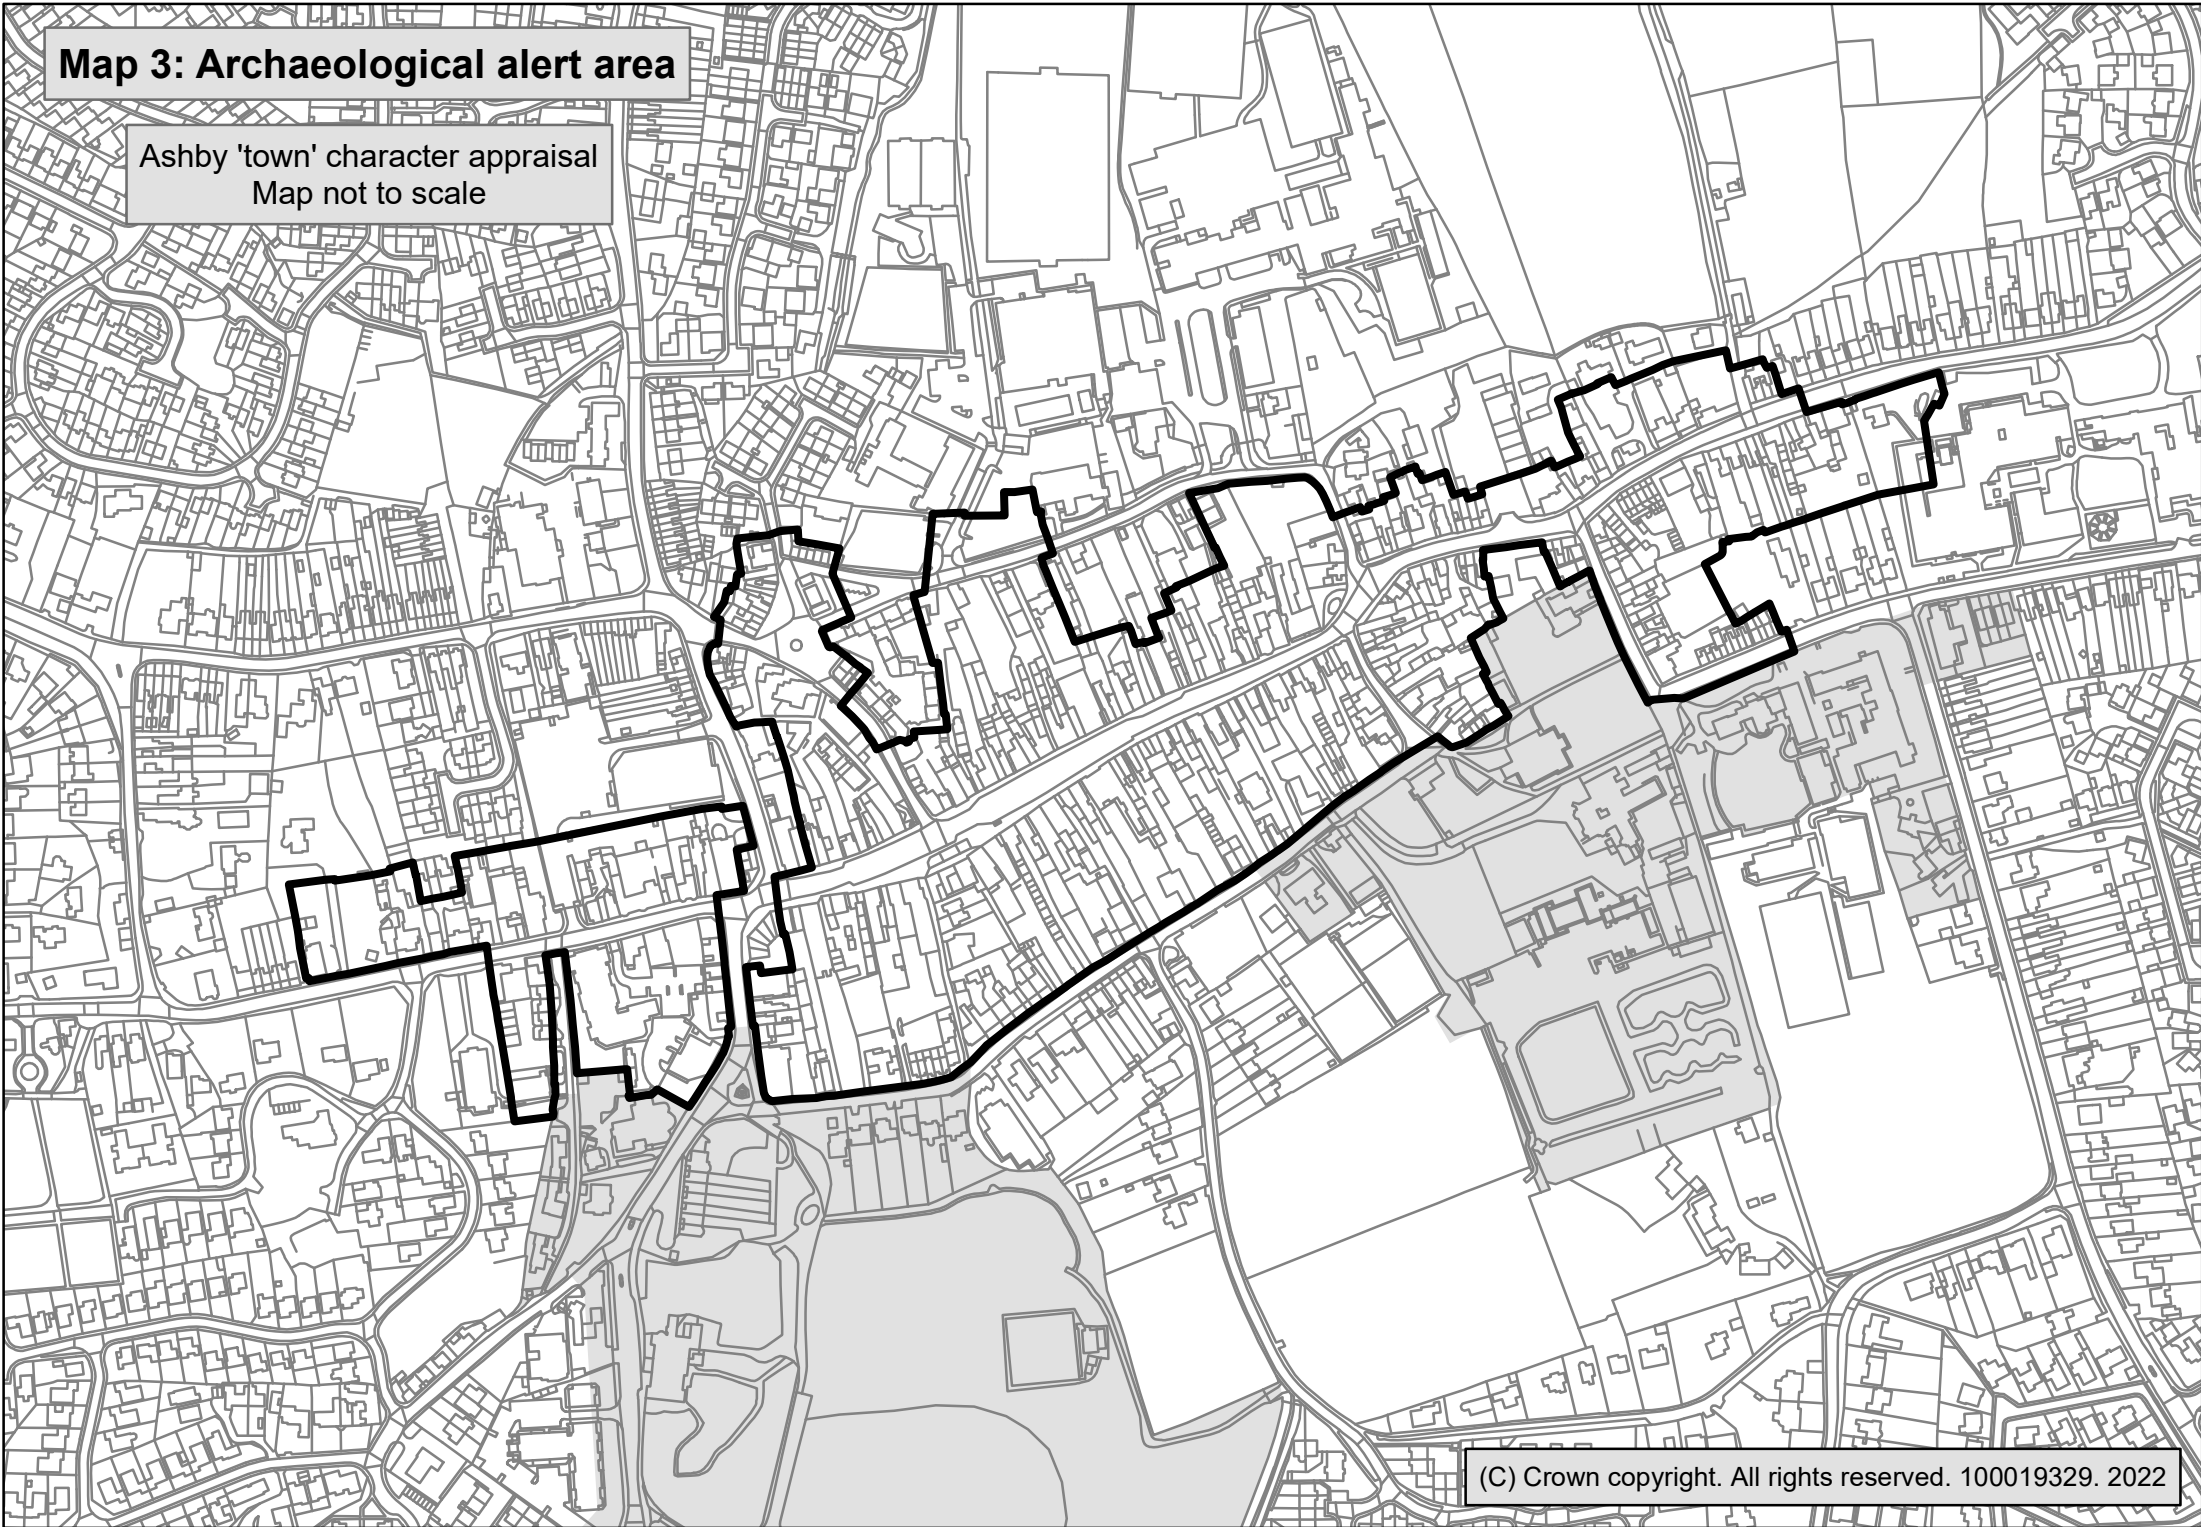 Map 3: Archaeological alert area
Ashby 'town' character appraisal
Map not to scale
(C) Crown copyright. All rights reserved. 100019329. 2022